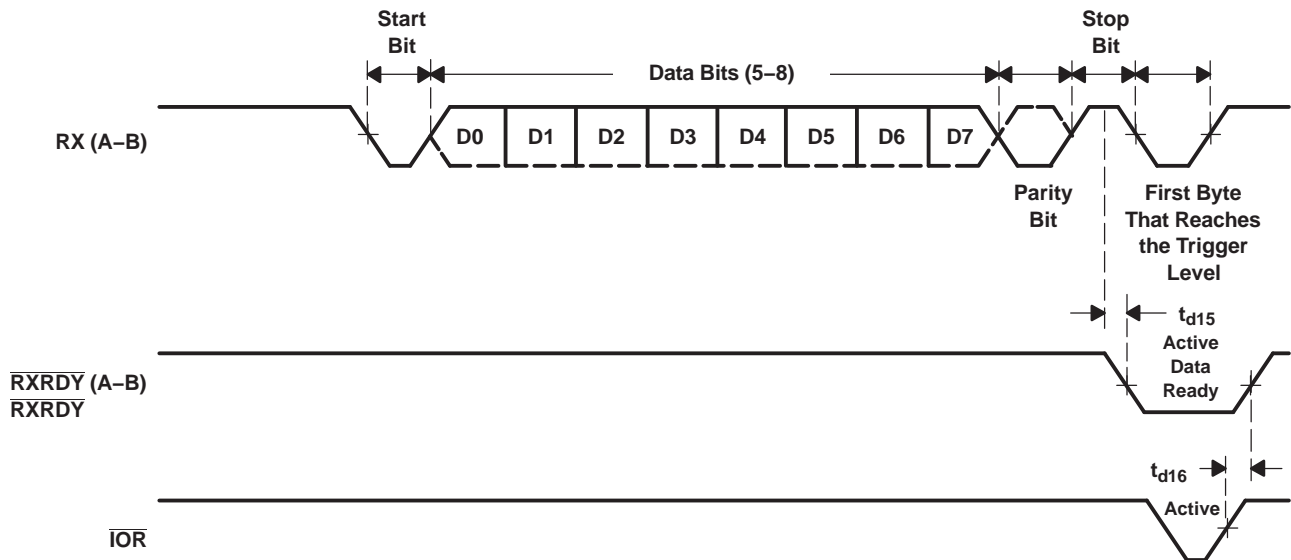 Start
Bit
Stop
Bit
Data Bits (5–8)
RX (A–B)
D0 D1 D2 D3 D4 D5 D6 D7
Parity
Bit
First Byte
That Reaches
the Trigger
Level
td15
Active
Data
Ready
RXRDY (A–B)
RXRDY
td16
Active
IOR